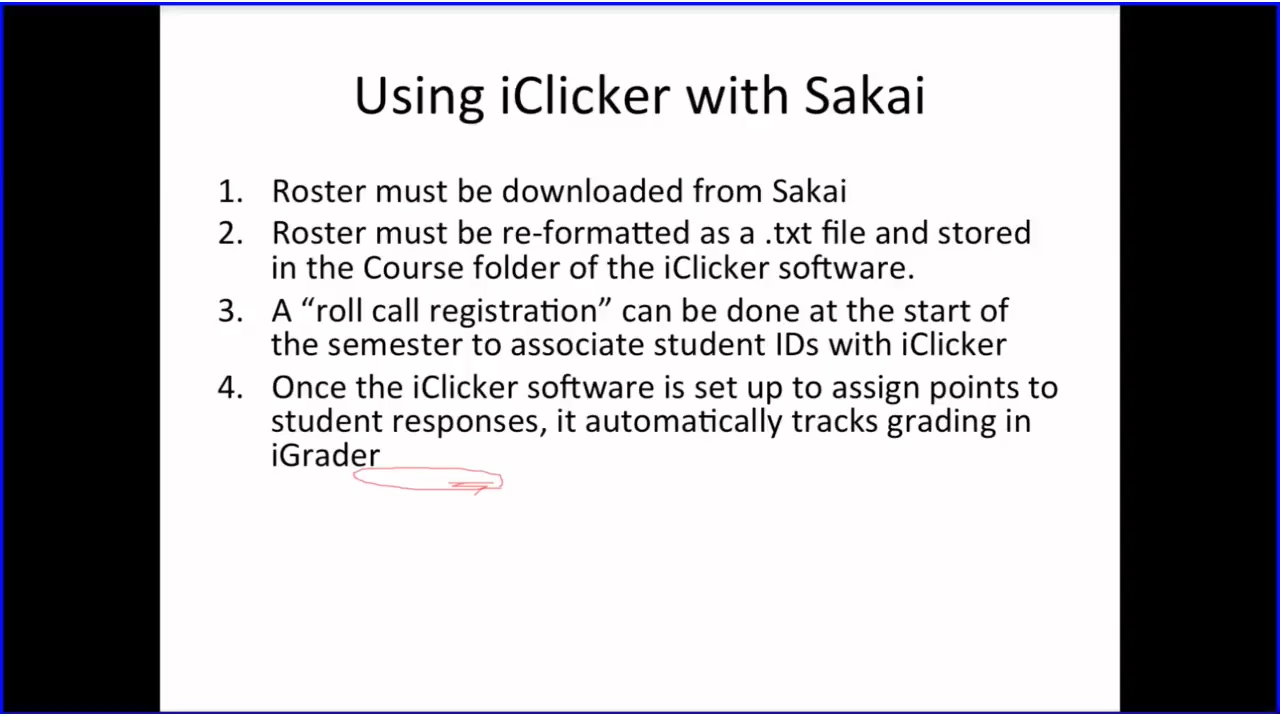 Using iClicker with Sakai
1. Roster must be downloaded from Sakai
2. Roster must be re-formatted as a .txt file and stored
in the Course folder of the iClicker software.
3. A “roll call registration” can be done at the start of
the semester to associate student IDs with iClicker
4. Once the iClicker software is set up to assign points to
student responses, it automatically tracks grading in
iGrader